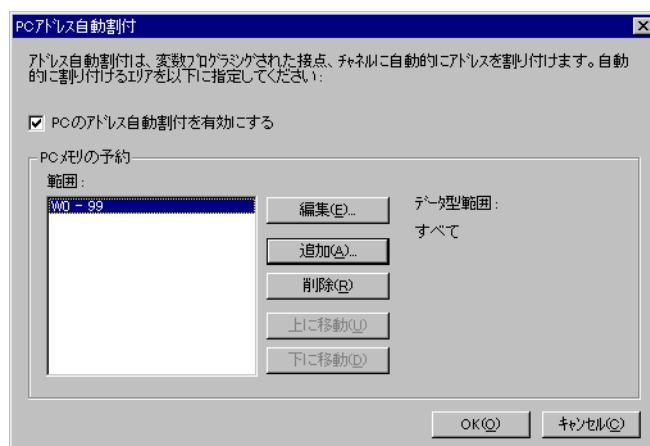 PCｱﾄﾞﾚｽ自動割付
ｱﾄﾞﾚｽ自動割付は、変数ﾌﾟﾛｸﾞﾗﾐﾝｸﾞされた接点、ﾁｬﾈﾙに自動的にｱﾄﾞﾚｽを割り付けます。自動
的に割り付けるｴﾘｱを以下に指定してください:
PCのｱﾄﾞﾚｽ自動割付を有効にする
PCﾒﾓﾘの予約
範囲:
W0 - 99
編集(E)...
追加(A)...
削除(R)
上に移動(U)
下に移動(D)
ﾃﾞｰﾀ型範囲:
すべて
OK(O)
ｷｬﾝｾﾙ(C)